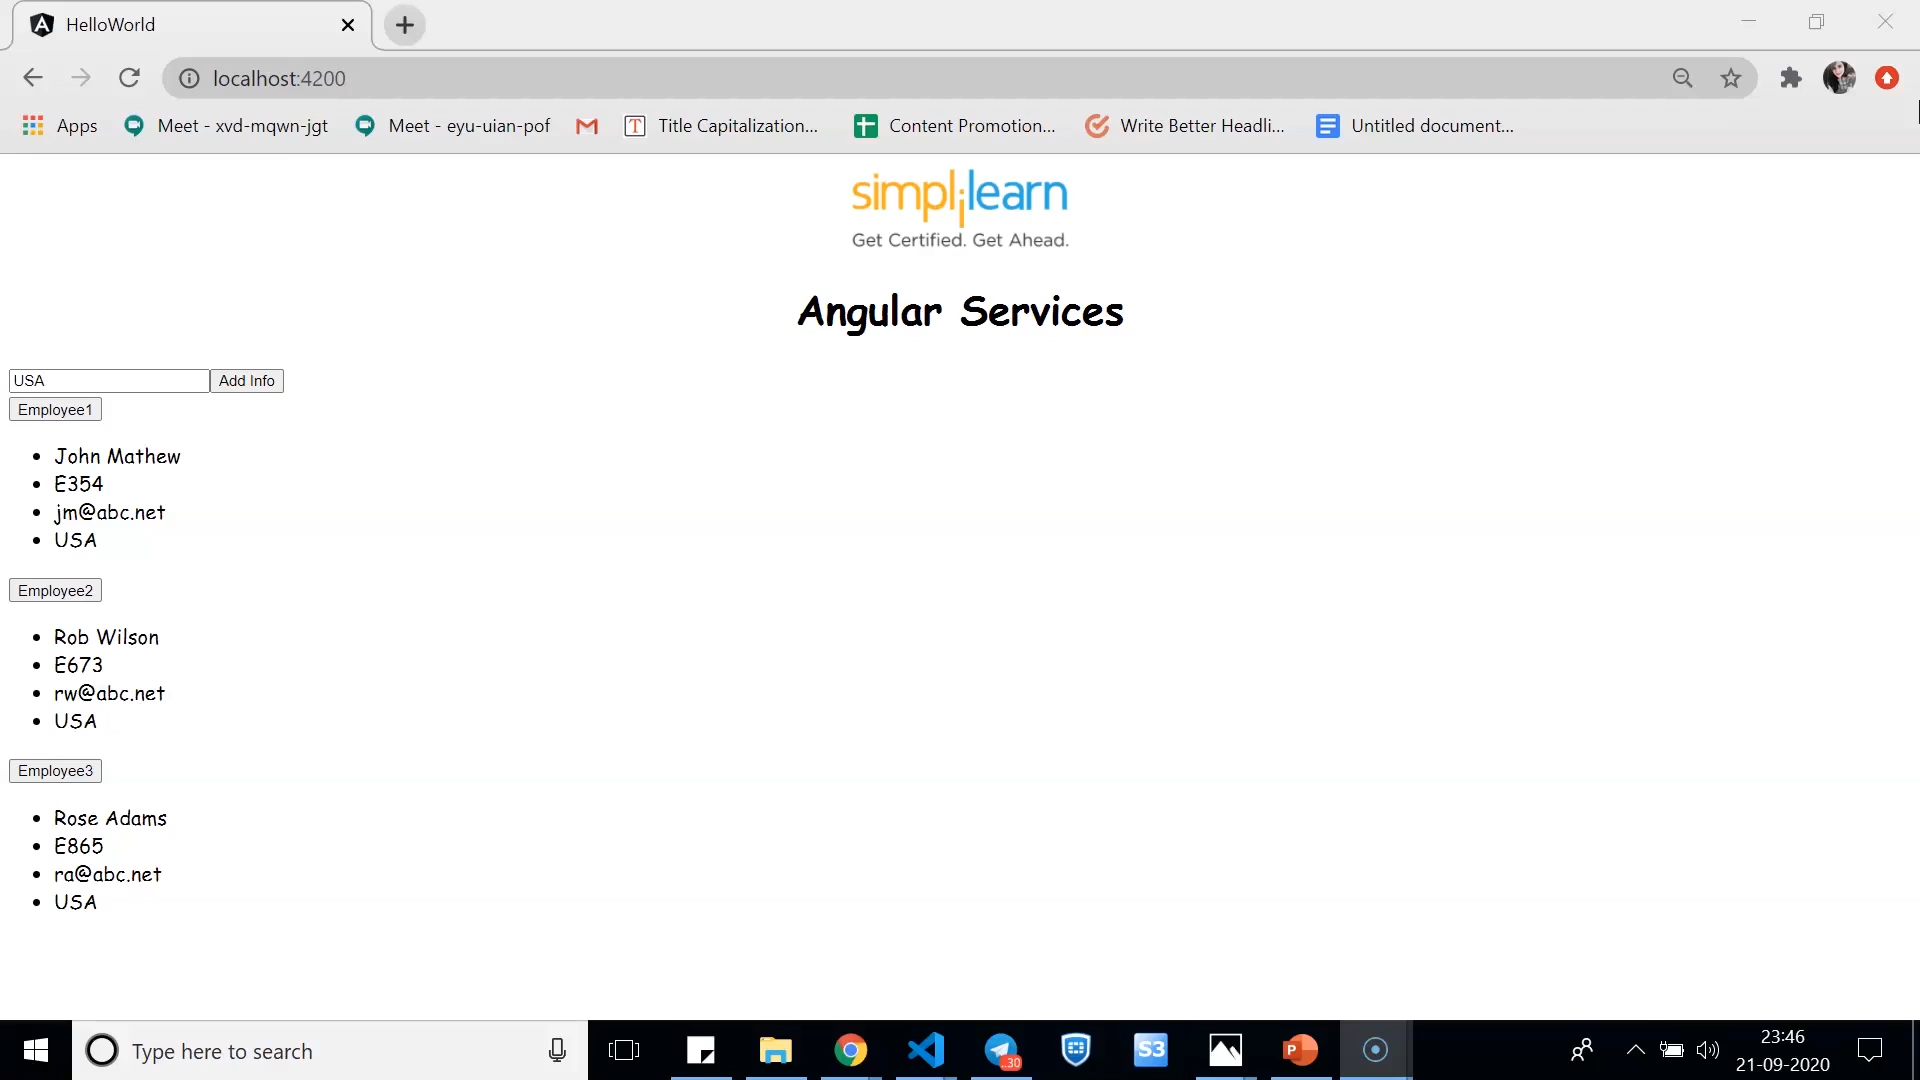 HelloWorld
localhost:4200
Apps Meet - xvd-mqwn-jgt Meet - eyu-uian-pof T Title Capitalization... Content Promotion... Write Better Headli... Untitled document...
simplilearn
Get Certified. Get Ahead.
Angular Services
USA Add Info
Employee1
• John Mathew
• E354
• jm@abc.net
• USA
Employee2
• Rob Wilson
• E673
• rw@abc.net
• USA
Employee3
• Rose Adams
• E865
• ra@abc.net
• USA
Type here to search ..30 S3 P 23:46
21-09-2020